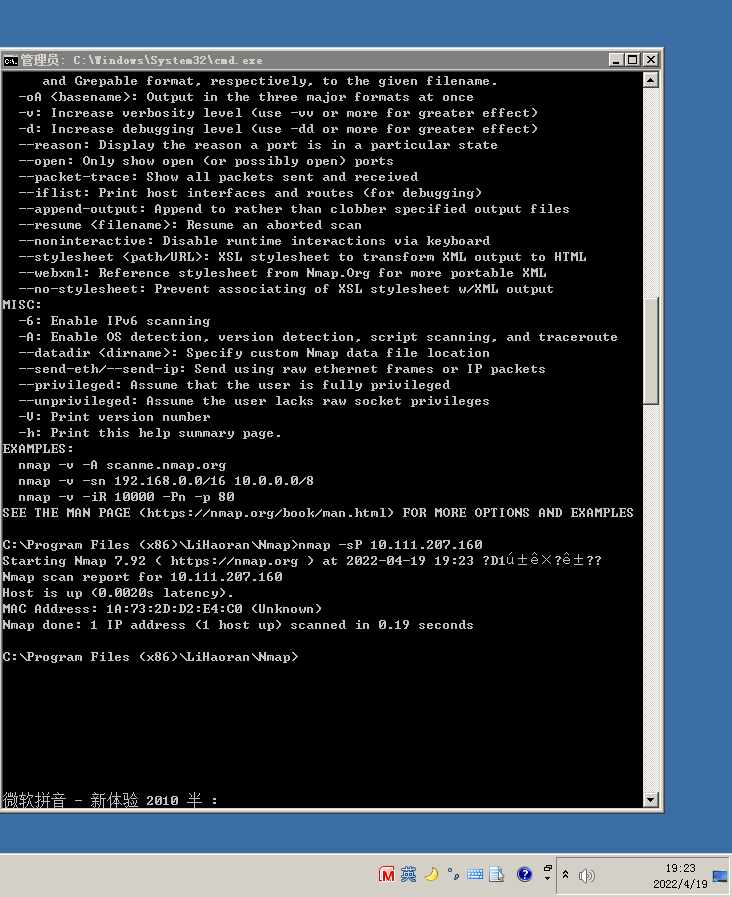 管理员: C:\Windows\System32\cmd.exe
and Grepable format, respectively, to the given filename.
-oA <basename>: Output in the three major formats at once
-v: Increase verbosity level (use -vv or more for greater effect)
-d: Increase debugging level (use -dd or more for greater effect)
--reason: Display the reason a port is in a particular state
--open: Only show open (or possibly open) ports
--packet-trace: Show all packets sent and received
--iflist: Print host interfaces and routes (for debugging)
--append-output: Append to rather than clobber specified output files
--resume <filename>: Resume an aborted scan
--noninteractive: Disable runtime interactions via keyboard
--stylesheet <path/URL>: XSL stylesheet to transform XML output to HTML
--webxml: Reference stylesheet from Nmap.Org for more portable XML
--no-stylesheet: Prevent associating of XSL stylesheet w/XML output
MISC:
-6: Enable IPv6 scanning
-A: Enable OS detection, version detection, script scanning, and traceroute
--datadir <dirname>: Specify custom Nmap data file location
--send-eth/--send-ip: Send using raw ethernet frames or IP packets
--privileged: Assume that the user is fully privileged
--unprivileged: Assume the user lacks raw socket privileges
-V: Print version number
-h: Print this help summary page.
EXAMPLES:
nmap -v -A scanme.nmap.org
nmap -v -sn 192.168.0.0/16 10.0.0.0/8
nmap -v -iR 10000 -Pn -p 80
SEE THE MAN PAGE (https://nmap.org/book/man.html) FOR MORE OPTIONS AND EXAMPLES
C:\Program Files (x86)\LiHaoran\Nmap>nmap -sP 10.111.207.160
Starting Nmap 7.92 ( https://nmap.org ) at 2022-04-19 19:23 ?D1ú±ê×?ê±??
Nmap scan report for 10.111.207.160
Host is up (0.0020s latency).
MAC Address: 1A:73:2D:D2:E4:C0 (Unknown)
Nmap done: 1 IP address (1 host up) scanned in 0.19 seconds
C:\Program Files (x86)\LiHaoran\Nmap>
微软拼音 - 新体验 2010 半 :
M 英
19:23
2022/4/19